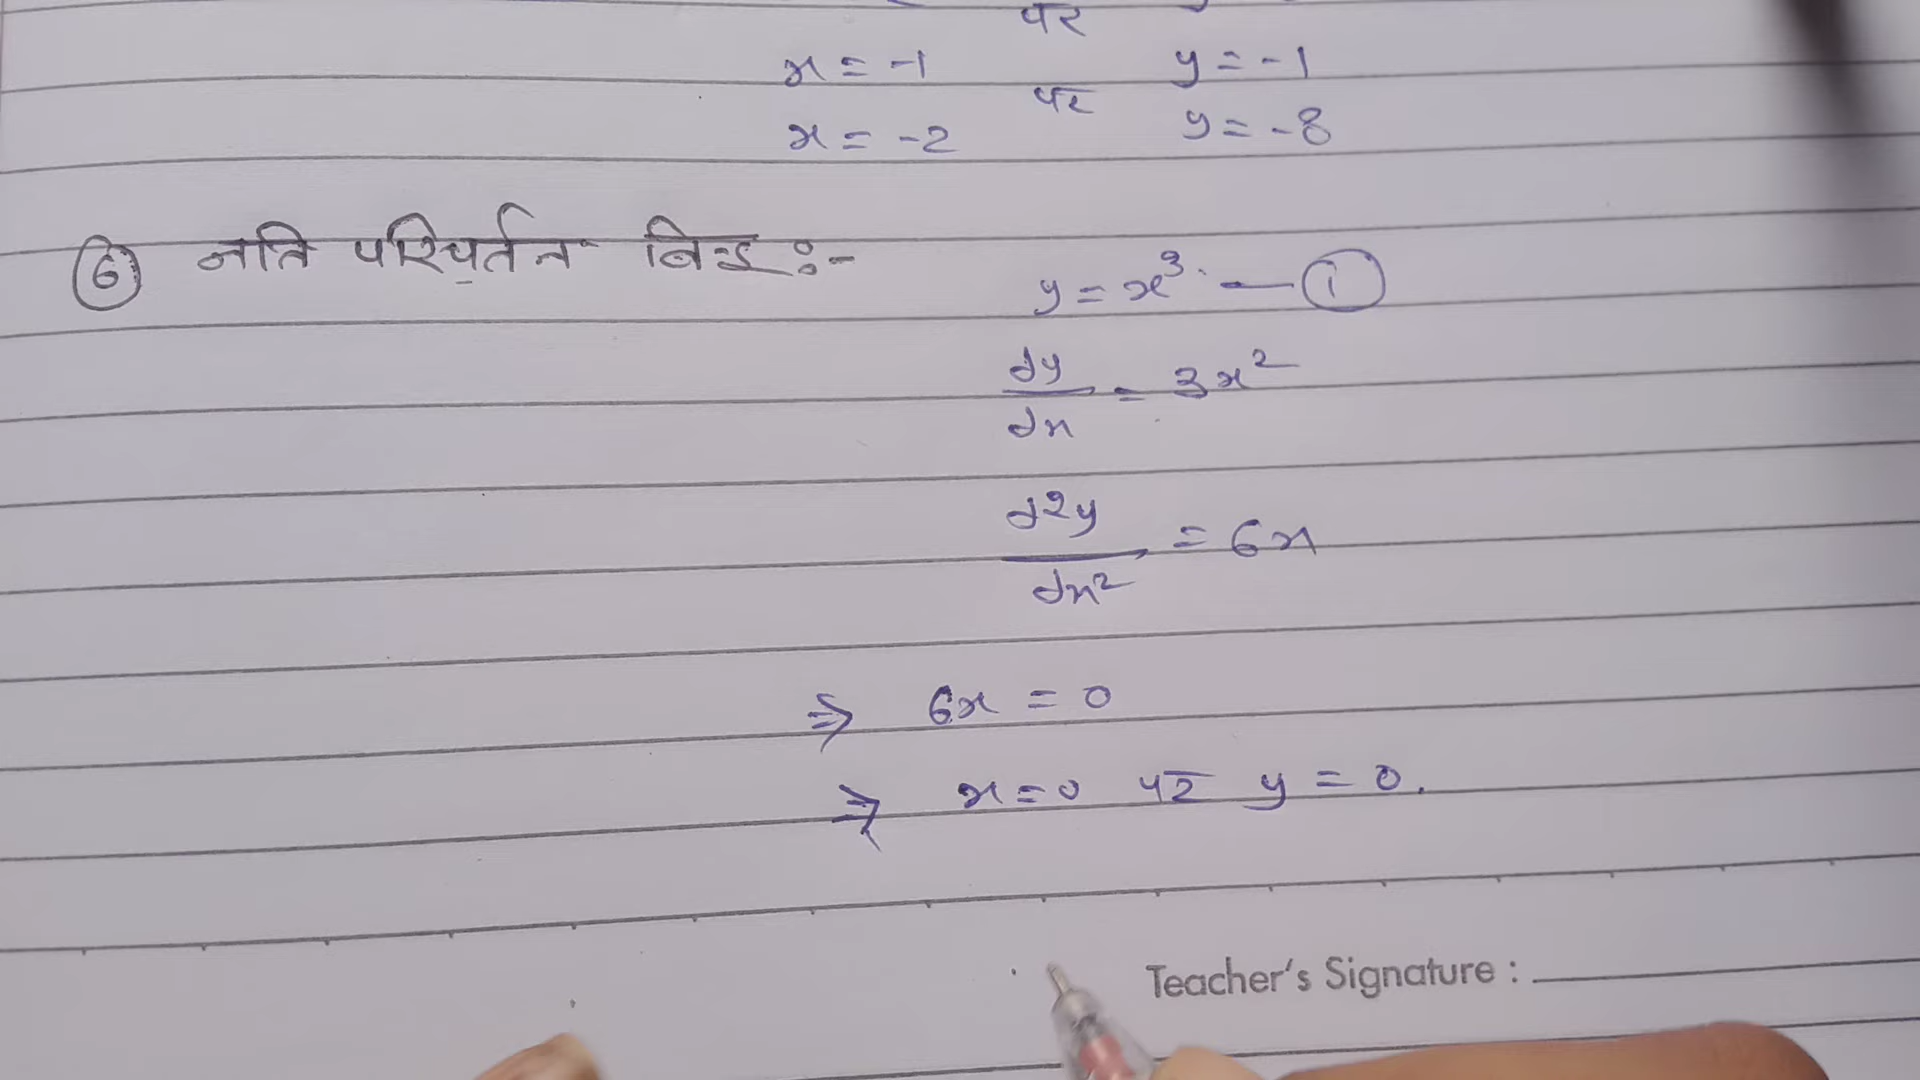 पर
x = -1 पर y = -1
x = -2 पर y = -8
⑥ नति परिवर्तन बिन्दु :-
y = x³ — ①
dy/dx = 3x²
d²y/dx² = 6x
⇒ 6x = 0
⇒ x = 0 पर y = 0.
Teacher's Signature :